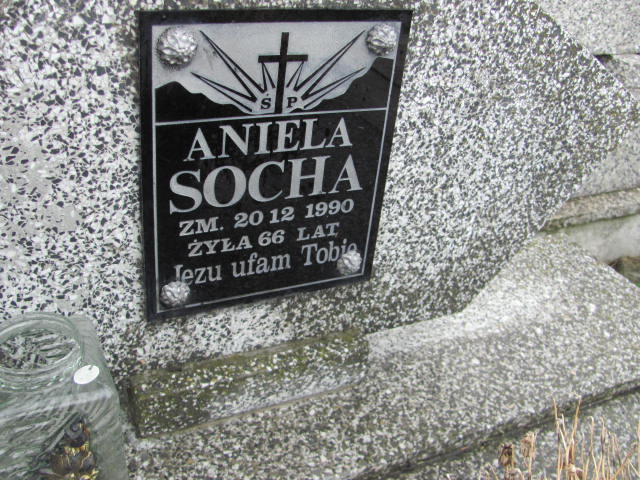 Ś P
ANIELA
SOCHA
ZM. 20 12 1990
ŻYŁA 66 LAT
Jezu ufam Tobie